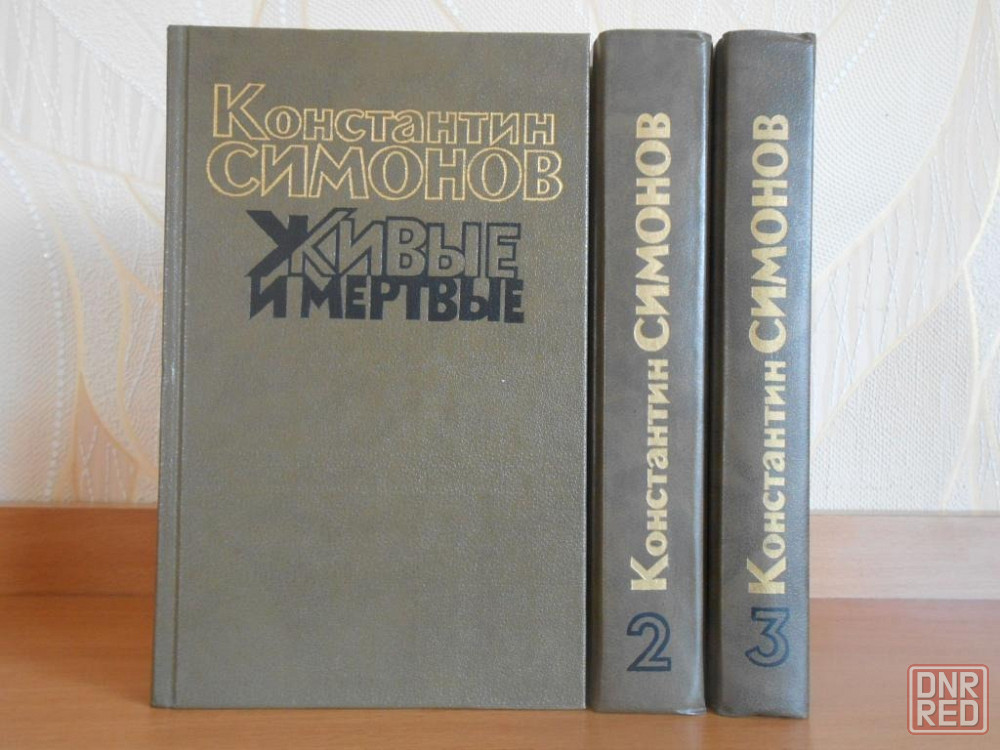 Константин
СИМОНОВ
ЖИВЫЕ
И МЕРТВЫЕ
2 Константин СИМОНОВ
3 Константин СИМОНОВ
DNR
RED